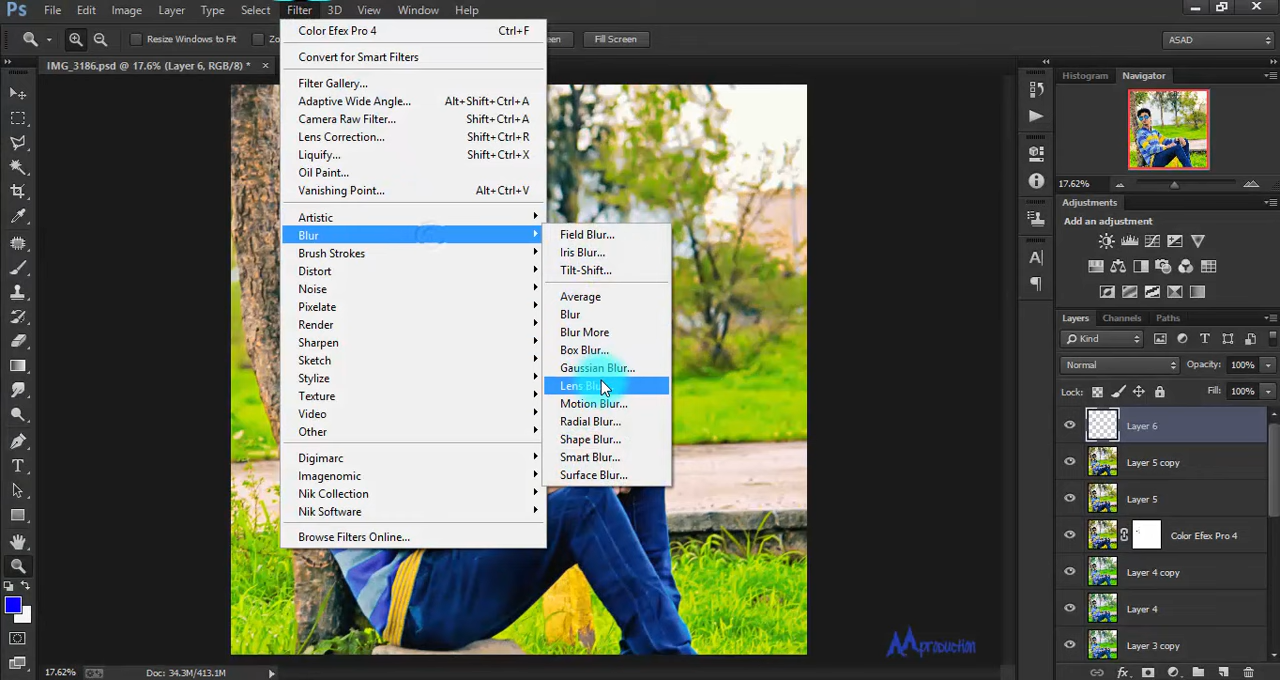 Ps File Edit Image Layer Type Select Filter 3D View Window Help
Resize Windows to Fit Fill Screen ASAD
IMG_3186.psd @ 17.6% (Layer 6, RGB/8) * ×
Color Efex Pro 4 Ctrl+F
Convert for Smart Filters
Filter Gallery...
Adaptive Wide Angle... Alt+Shift+Ctrl+A
Camera Raw Filter... Shift+Ctrl+A
Lens Correction... Shift+Ctrl+R
Liquify... Shift+Ctrl+X
Oil Paint...
Vanishing Point... Alt+Ctrl+V
Artistic
Blur
Brush Strokes
Distort
Noise
Pixelate
Render
Sharpen
Sketch
Stylize
Texture
Video
Other
Digimarc
Imagenomic
Nik Collection
Nik Software
Browse Filters Online...
Field Blur...
Iris Blur...
Tilt-Shift...
Average
Blur
Blur More
Box Blur...
Gaussian Blur...
Lens
Motion Blur...
Radial Blur...
Shape Blur...
Smart Blur...
Surface Blur...
Histogram Navigator
17.62%
Adjustments
Add an adjustment
Layers Channels Paths
Kind
Normal Opacity: 100%
Lock: Fill: 100%
Layer 6
Layer 5 copy
Layer 5
Color Efex Pro 4
Layer 4 copy
Layer 4
Layer 3 copy
production
17.62% Doc: 34.3M/413.1M